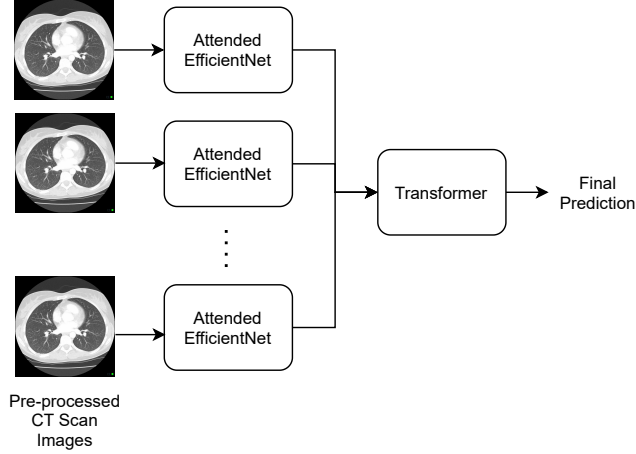 Attended
EfficientNet
Attended
EfficientNet
Transformer
Final
Prediction
Attended
EfficientNet
Pre-processed
CT Scan
Images